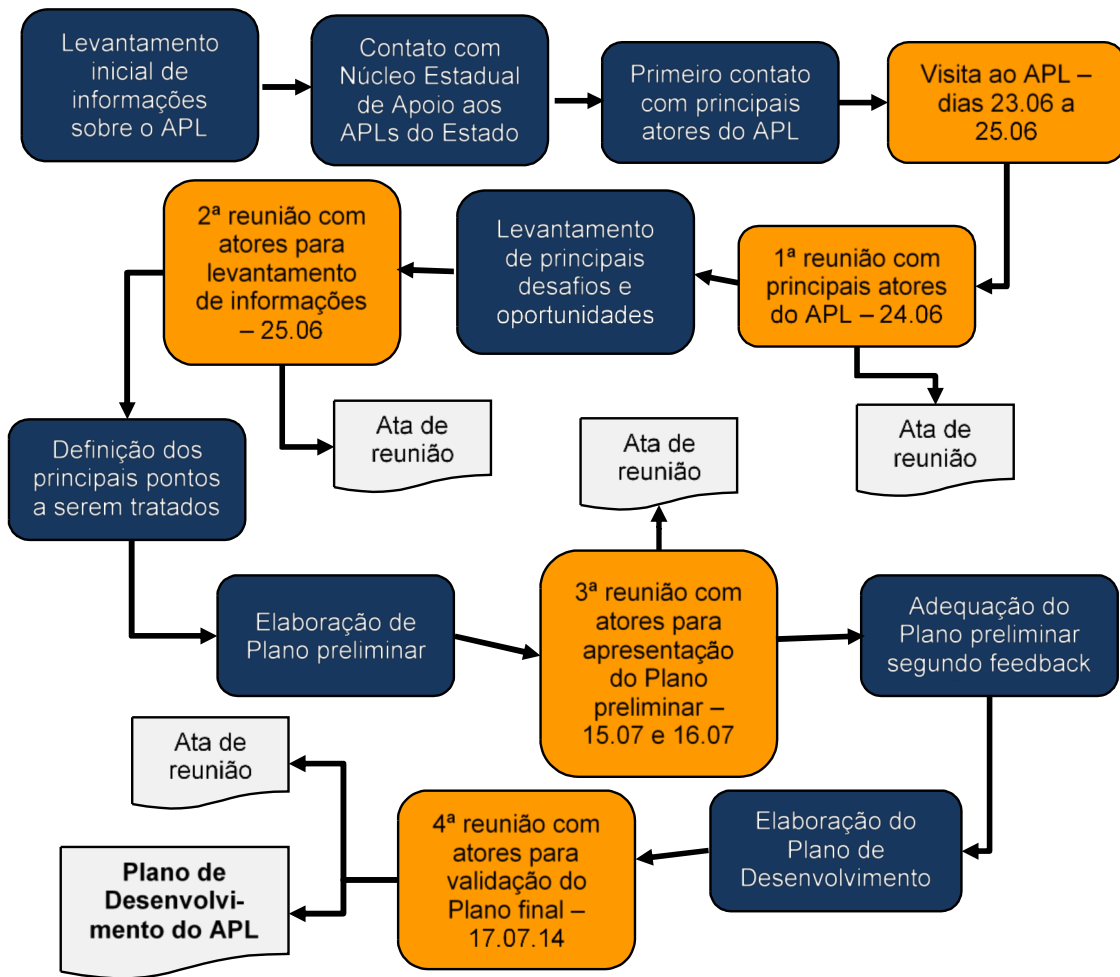 Levantamento
inicial de
informações
sobre o APL
Contato com
Núcleo Estadual
de Apoio aos
APLs do Estado
Primeiro contato
com principais
atores do APL
Visita ao APL –
dias 23.06 a
25.06
1ª reunião com
principais atores
do APL – 24.06
Ata de
reunião
Levantamento
de principais
desafios e
oportunidades
2ª reunião com
atores para
levantamento
de informações
– 25.06
Ata de
reunião
Definição dos
principais pontos
a serem tratados
Elaboração de
Plano preliminar
3ª reunião com
atores para
apresentação
do Plano
preliminar –
15.07 e 16.07
Ata de
reunião
Adequação do
Plano preliminar
segundo feedback
Elaboração do
Plano de
Desenvolvimento
4ª reunião com
atores para
validação do
Plano final –
17.07.14
Ata de
reunião
Plano de
Desenvolvi-
mento do APL